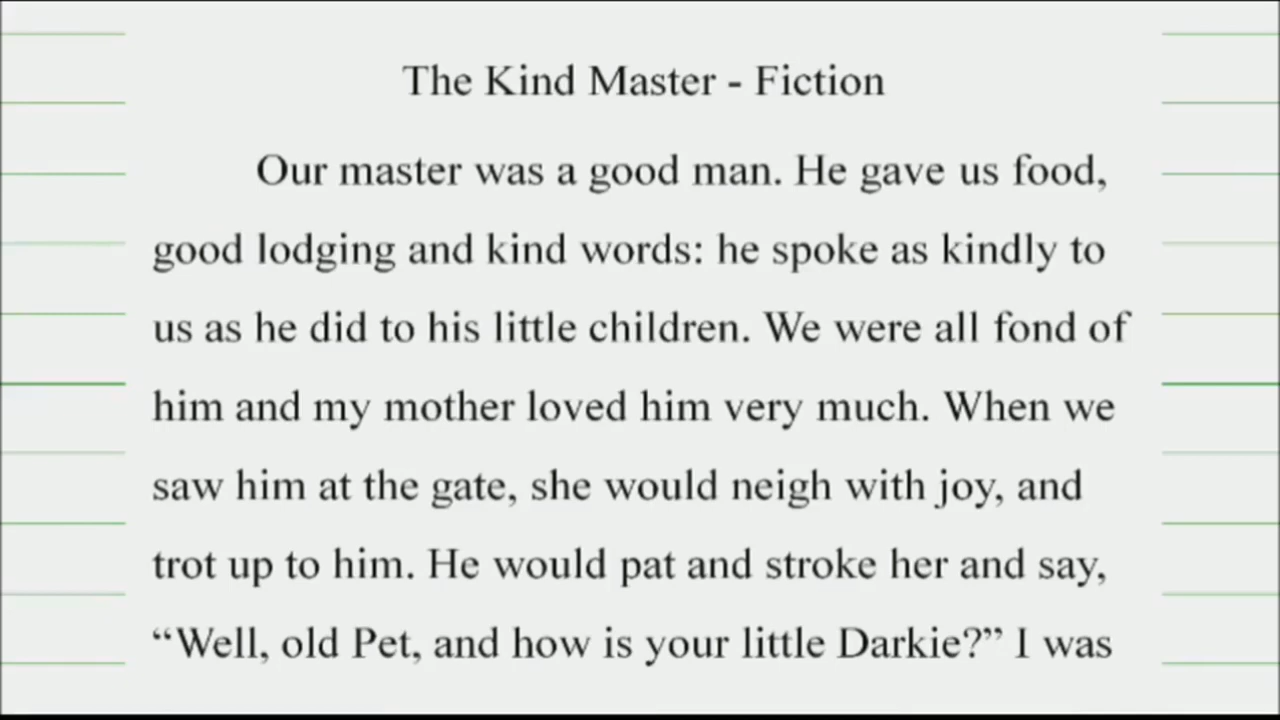 The Kind Master - Fiction
Our master was a good man. He gave us food,
good lodging and kind words: he spoke as kindly to
us as he did to his little children. We were all fond of
him and my mother loved him very much. When we
saw him at the gate, she would neigh with joy, and
trot up to him. He would pat and stroke her and say,
“Well, old Pet, and how is your little Darkie?” I was